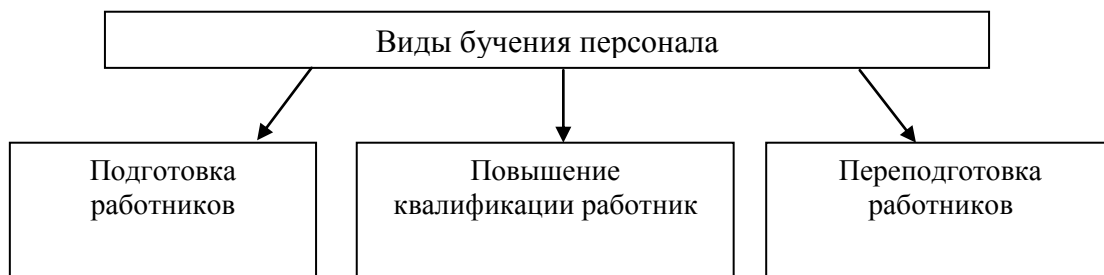 Виды бучения персонала
Подготовка
работников
Повышение
квалификации работник
Переподготовка
работников